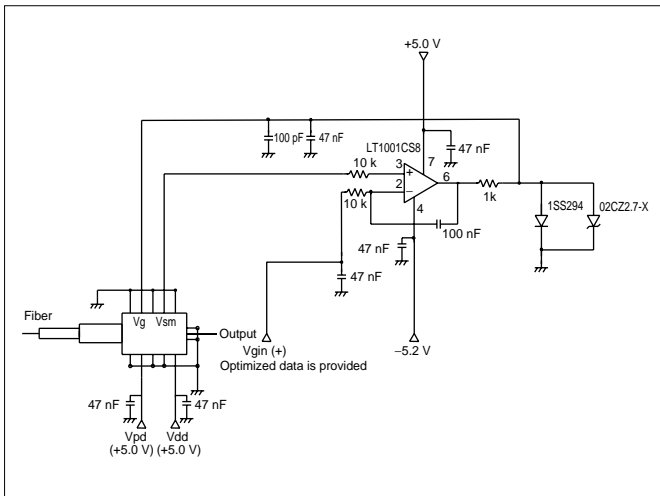 +5.0 V
100 pF
47 nF
LT1001CS8
47 nF
10 k
3
7
+
2
6
10 k
−
4
1k
1SS294
02CZ2.7-X
100 nF
47 nF
47 nF
Fiber
Vg
Vsm
Output
Vgin (+)
−5.2 V
Optimized data is provided
47 nF
47 nF
Vpd
Vdd
(+5.0 V)
(+5.0 V)